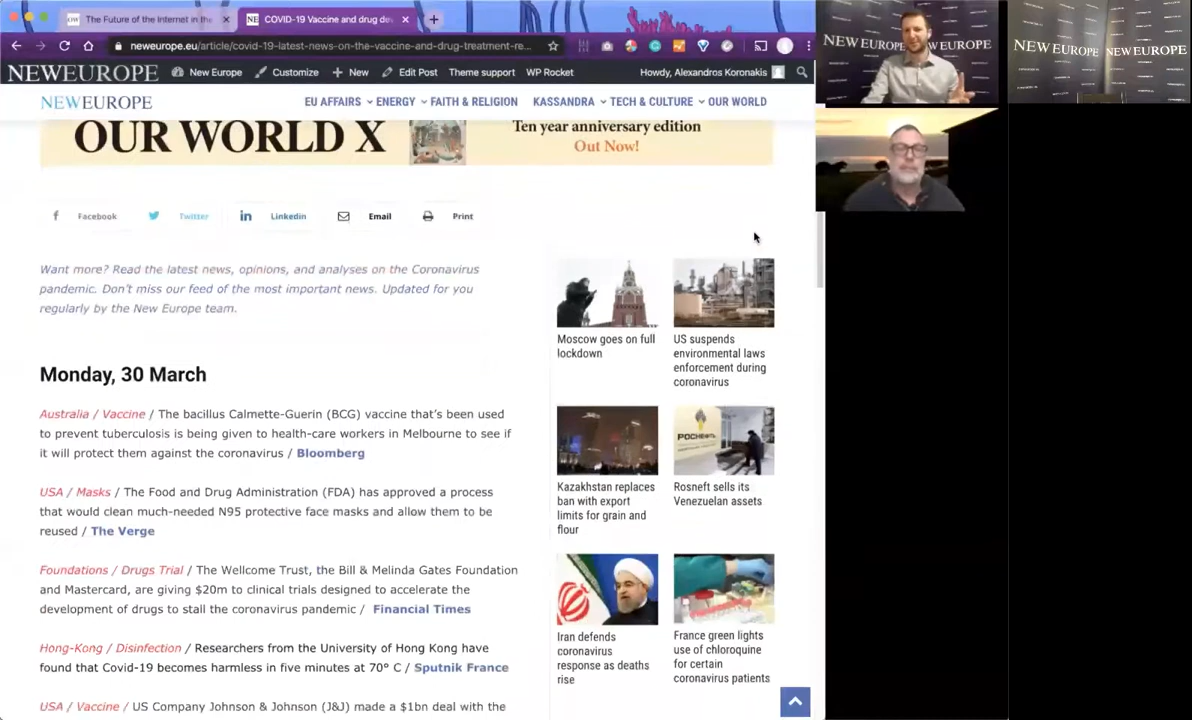 The Future of the Internet in the
COVID-19 Vaccine and drug de
neweurope.eu/article/covid-19-latest-news-on-the-vaccine-and-drug-treatment-re...
NEWEUROPE
New Europe
Customize
New
Edit Post
Theme support
WP Rocket
Howdy, Alexandros Koronakis
NEWEUROPE
EU AFFAIRS
ENERGY
FAITH & RELIGION
KASSANDRA
TECH & CULTURE
OUR WORLD
OUR WORLD X
Ten year anniversary edition
Out Now!
Facebook
Twitter
Linkedin
Email
Print
Want more? Read the latest news, opinions, and analyses on the Coronavirus
pandemic. Don't miss our feed of the most important news. Updated for you
regularly by the New Europe team.
Monday, 30 March
Australia / Vaccine / The bacillus Calmette-Guerin (BCG) vaccine that's been used
to prevent tuberculosis is being given to health-care workers in Melbourne to see if
it will protect them against the coronavirus / Bloomberg
USA / Masks / The Food and Drug Administration (FDA) has approved a process
that would clean much-needed N95 protective face masks and allow them to be
reused / The Verge
Foundations / Drugs Trial / The Wellcome Trust, the Bill & Melinda Gates Foundation
and Mastercard, are giving $20m to clinical trials designed to accelerate the
development of drugs to stall the coronavirus pandemic / Financial Times
Hong-Kong / Disinfection / Researchers from the University of Hong Kong have
found that Covid-19 becomes harmless in five minutes at 70° C / Sputnik France
USA / Vaccine / US Company Johnson & Johnson (J&J) made a $1bn deal with the
Moscow goes on full
lockdown
US suspends
environmental laws
enforcement during
coronavirus
Kazakhstan replaces
ban with export
limits for grain and
flour
РОСНЕФТЬ
Rosneft sells its
Venezuelan assets
Iran defends
coronavirus
response as deaths
rise
France green lights
use of chloroquine
for certain
coronavirus patients
NEW EUROPE
NEW EUROPE
NEW EUROPE
NEW EUROPE